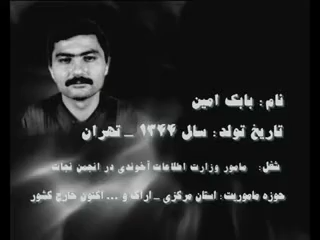 نام : بابک امین
تاریخ تولد : سال ۱۳۴۴ _ تهران
شغل : مامور وزارت اطلاعات آخوندی در انجمن نجات
حوزه ماموریت : استان مرکزی _ اراک و ... اکنون خارج کشور